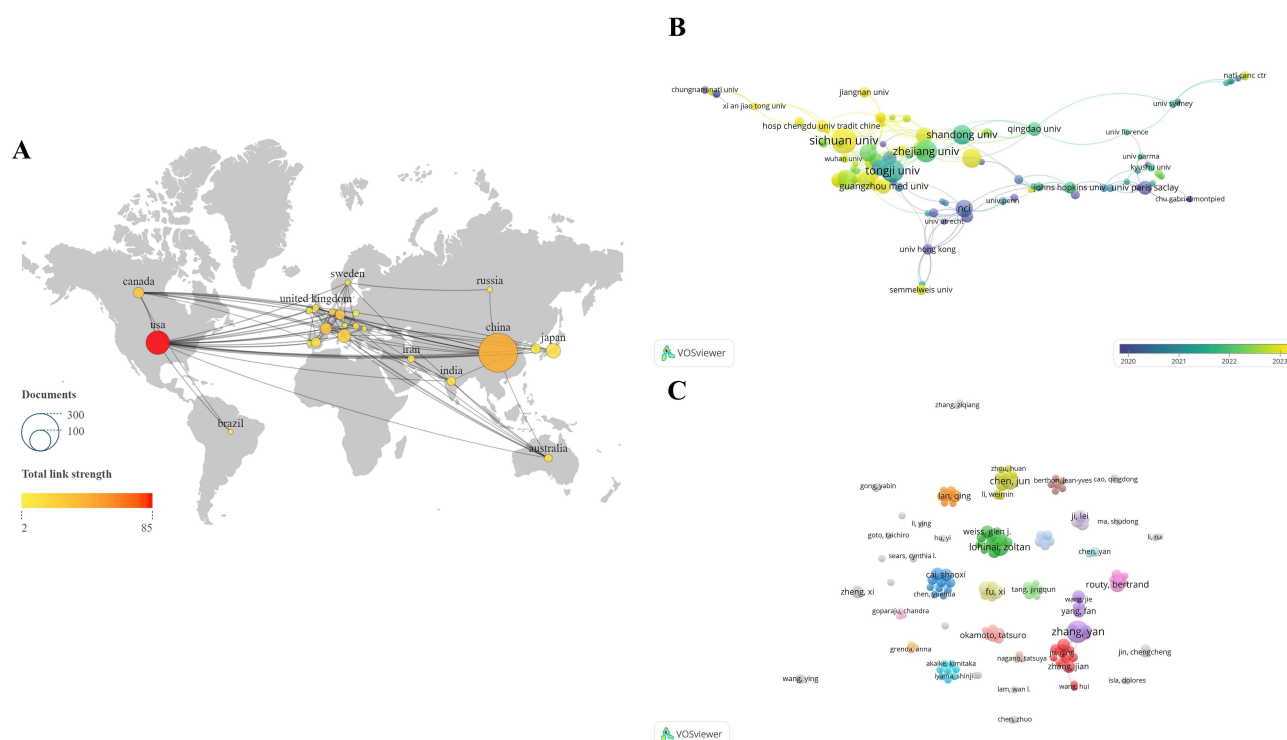 A
canada
usa
brazil
sweden
united kingdom
russia
china
japan
iran
india
australia
Documents
300
100
Total link strength
2
85
B
chungnam natl univ
xi an jiao tong univ
jiangnan univ
hosp chengdu univ tradit chine
sichuan univ
wuhan univ
zhejiang univ
tongji univ
guangzhou med univ
shandong univ
qingdao univ
univ sydney
natl canc ctr
univ florence
univ parma
kyushu univ
johns hopkins univ
univ paris saclay
chu gabriel montpied
univ penn
nci
univ utrecht
univ hong kong
semmelweis univ
VOSviewer
2020
2021
2022
2023
C
zhang, ziqiang
zhou, huan
chen, jun
li, weimin
berthon, jean-yves
cao, qingdong
gong, yabin
lan, qing
ji, lei
ma, shudong
li, ying
goto, taichiro
hu, yi
weiss, glen j.
lohinai, zoltan
li, rui
chen, yan
sears, cynthia l.
cai, shaoxi
chen, yuehua
zheng, xi
fu, xi
tang, jingqun
routy, bertrand
wang, jie
yang, fan
goparaju, chandra
okamoto, tatsuro
zhang, yan
grenda, anna
nagano, tatsuya
ju, qing
zhang, jian
jin, chengcheng
akaike, kimitaka
iyama, shinji
wang, ying
lam, wan l.
wang, hui
isla, dolores
chen, zhuo
VOSviewer